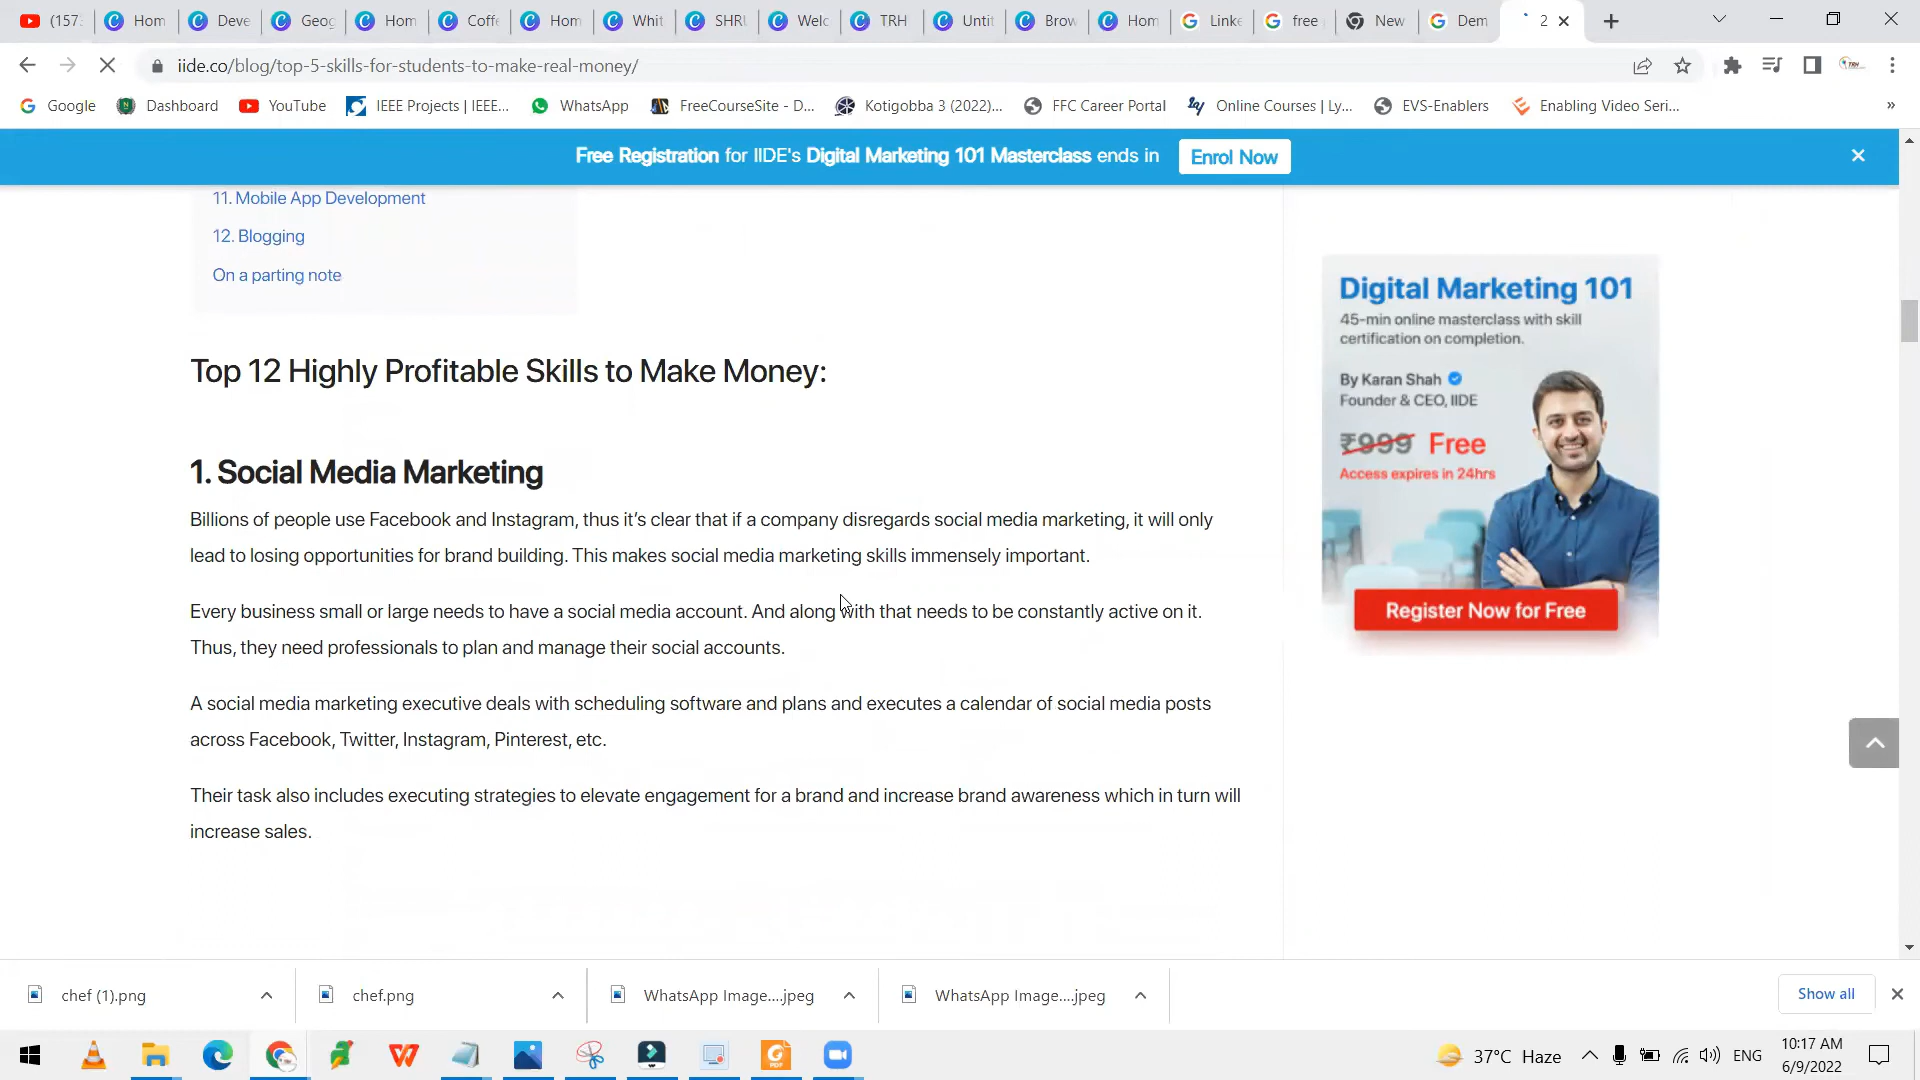 (157
Hom
Deve
Geog
Hom
Coff
Hom
Whit
SHRI
Welc
TRH
Untit
Brow
Hom
Linke
free
New
Dem
2
iide.co/blog/top-5-skills-for-students-to-make-real-money/
Google
Dashboard
YouTube
IEEE Projects | IEEE...
WhatsApp
FreeCourseSite - D...
Kotigobba 3 (2022)...
FFC Career Portal
Online Courses | Ly...
EVS-Enablers
Enabling Video Seri...
»
Free Registration for IIDE's Digital Marketing 101 Masterclass ends in
Enrol Now
11. Mobile App Development
12. Blogging
On a parting note
Top 12 Highly Profitable Skills to Make Money:
1. Social Media Marketing
Billions of people use Facebook and Instagram, thus it’s clear that if a company disregards social media marketing, it will only
lead to losing opportunities for brand building. This makes social media marketing skills immensely important.
Every business small or large needs to have a social media account. And along with that needs to be constantly active on it.
Thus, they need professionals to plan and manage their social accounts.
A social media marketing executive deals with scheduling software and plans and executes a calendar of social media posts
across Facebook, Twitter, Instagram, Pinterest, etc.
Their task also includes executing strategies to elevate engagement for a brand and increase brand awareness which in turn will
increase sales.
Digital Marketing 101
45-min online masterclass with skill
certification on completion.
By Karan Shah
Founder & CEO, IIDE
₹999 Free
Access expires in 24hrs
Register Now for Free
chef (1).png
chef.png
WhatsApp Image....jpeg
WhatsApp Image....jpeg
Show all
37°C Haze
ENG
10:17 AM
6/9/2022